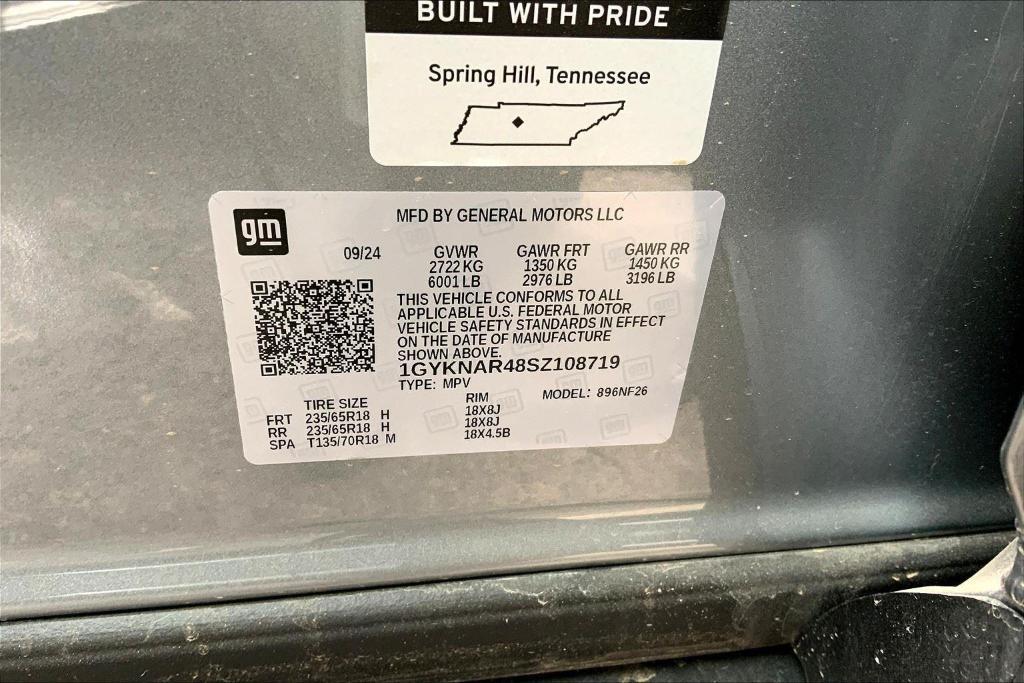 BUILT WITH PRIDE
Spring Hill, Tennessee
gm
MFD BY GENERAL MOTORS LLC
09/24 GVWR GAWR FRT GAWR RR
2722 KG 1350 KG 1450 KG
6001 LB 2976 LB 3196 LB
THIS VEHICLE CONFORMS TO ALL
APPLICABLE U.S. FEDERAL MOTOR
VEHICLE SAFETY STANDARDS IN EFFECT
ON THE DATE OF MANUFACTURE
SHOWN ABOVE.
1GYKNAR48SZ108719
TYPE: MPV MODEL: 896NF26
TIRE SIZE RIM
FRT 235/65R18 H 18X8J
RR 235/65R18 H 18X8J
SPA T135/70R18 M 18X4.5B